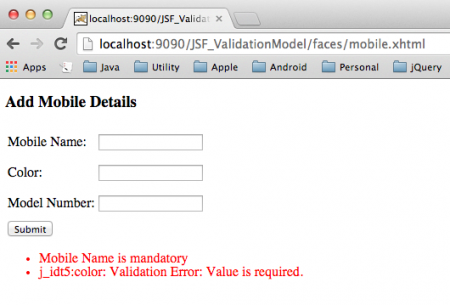 localhost:9090/JSF_Validat
localhost:9090/JSF_ValidationModel/faces/mobile.xhtml
Apps Java Utility Apple Android Personal jQuery
Add Mobile Details
Mobile Name:
Color:
Model Number:
Submit
Mobile Name is mandatory
j_idt5:color: Validation Error: Value is required.